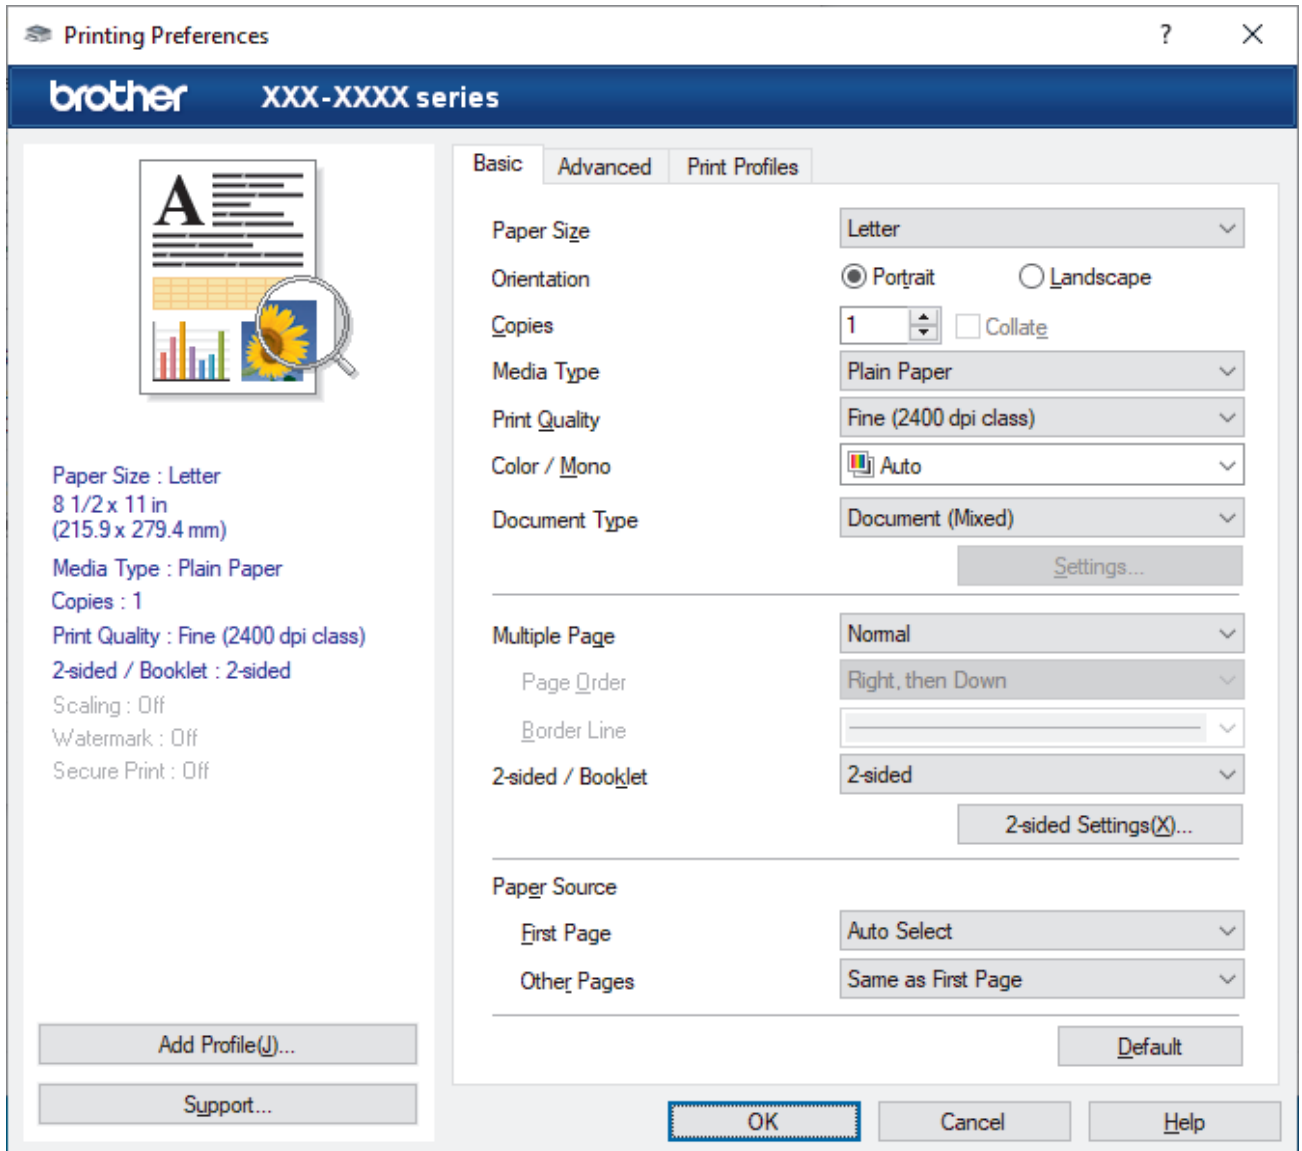 Printing Preferences
?
brother XXX-XXXX series
A
Paper Size : Letter
8 1/2 x 11 in
(215.9 x 279.4 mm)
Media Type : Plain Paper
Copies : 1
Print Quality : Fine (2400 dpi class)
2-sided / Booklet : 2-sided
Scaling : Off
Watermark : Off
Secure Print : Off
Add Profile(J)...
Support...
Basic Advanced Print Profiles
Paper Size Letter
Orientation Portrait Landscape
Copies 1 Collate
Media Type Plain Paper
Print Quality Fine (2400 dpi class)
Color / Mono Auto
Document Type Document (Mixed)
Settings...
Multiple Page Normal
Page Order Right, then Down
Border Line
2-sided / Booklet 2-sided
2-sided Settings(X)...
Paper Source
First Page Auto Select
Other Pages Same as First Page
Default
OK Cancel Help